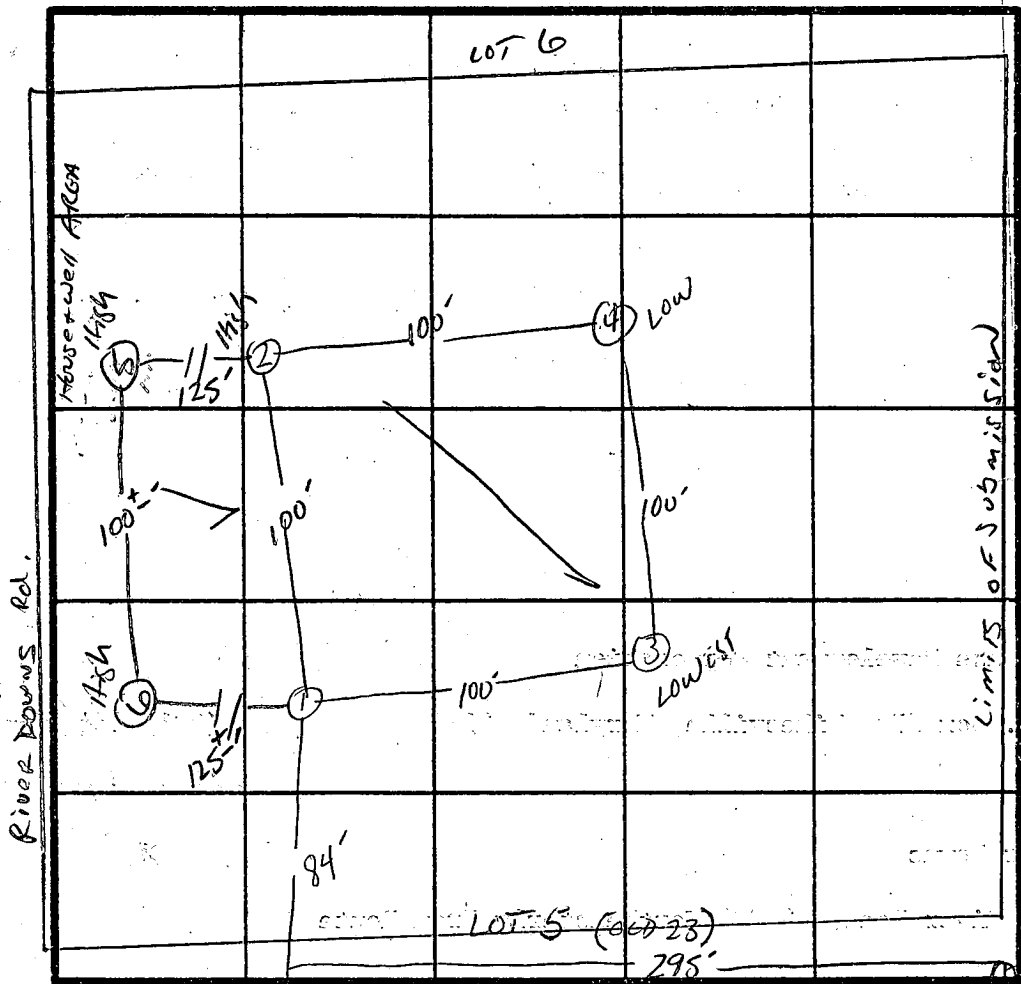 LOT 6
House + well AREA
High
5
125'
High
2
100'
4
LOW
100±'
100'
100'
River Downs Rd.
Limits of Submission
High
6
125±'
1
100'
3
LOWEST
84'
LOT 5
295'